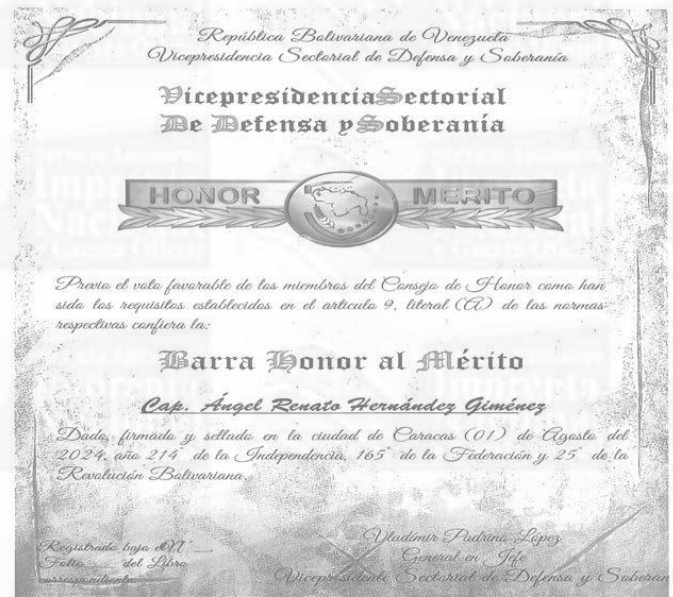 República Bolivariana de Venezuela
Vicepresidencia Sectorial de Defensa y Soberanía
VicepresidenciaSectorial
De Defensa y Soberanía
HONOR MERITO
Previo el voto favorable de los miembros del Consejo de Honor como han
sido los requisitos establecidos en el artículo 9, literal (A) de las normas
respectivas confiera la:
Barra Honor al Mérito
Cap. Ángel Renato Hernández Giménez
Dado, firmado y sellado en la ciudad de Caracas (01) de Agosto del
2024, año 214° de la Independencia, 165° de la Federación y 25° de la
Revolución Bolivariana.
Registrado bajo el N°___,
Folio ___ del Libro
correspondiente.
Vladimir Padrino López
General en Jefe
Vicepresidente Sectorial de Defensa y Soberan